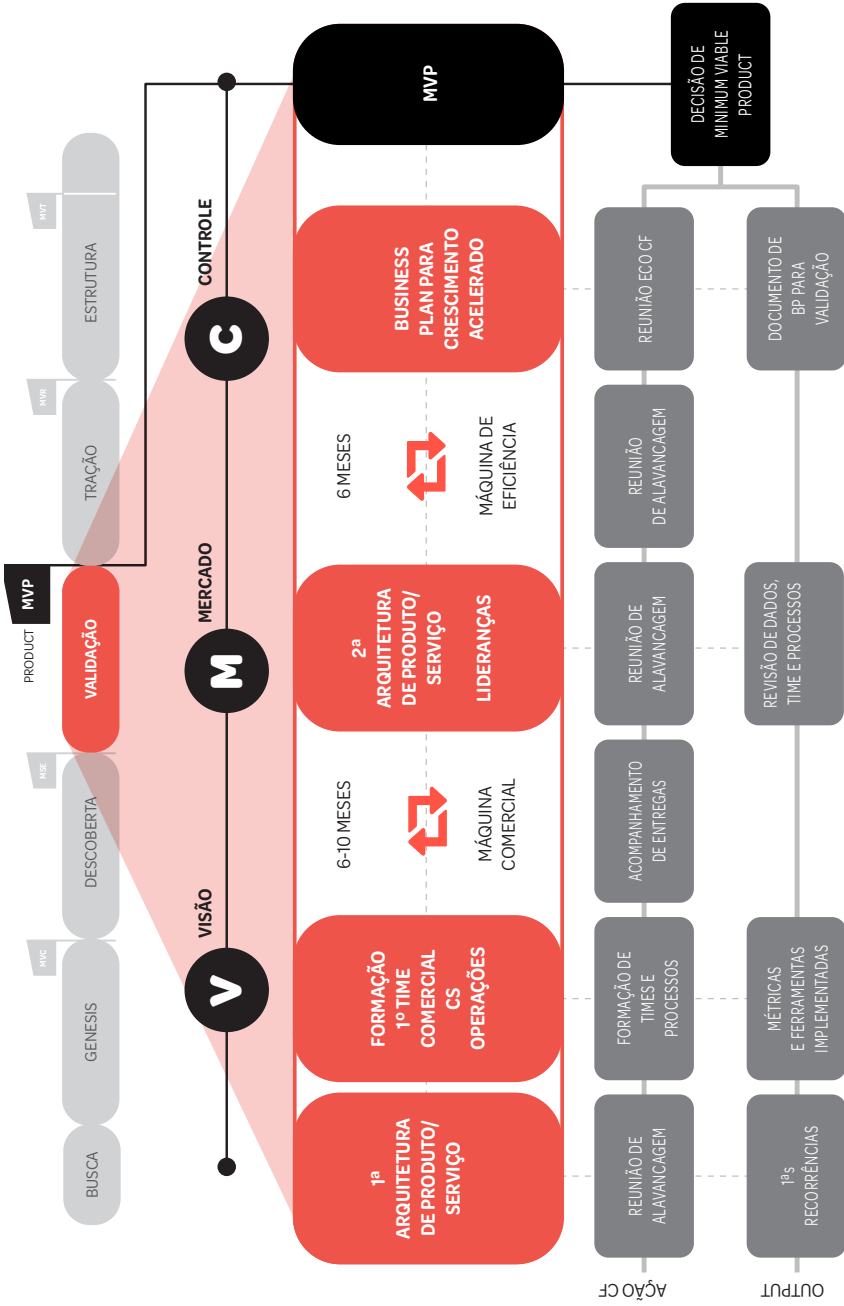 PRODUCT
MVP
MVC
MSE
MVR
MVT
BUSCA
GENESIS
DESCOBERTA
VALIDAÇÃO
TRAÇÃO
ESTRUTURA
V
VISÃO
M
MERCADO
C
CONTROLE
1ª
ARQUITETURA
DE PRODUTO/
SERVIÇO
FORMAÇÃO
1º TIME
COMERCIAL
CS
OPERAÇÕES
6-10 MESES
MÁQUINA
COMERCIAL
2ª
ARQUITETURA
DE PRODUTO/
SERVIÇO
LIDERANÇAS
6 MESES
MÁQUINA DE
EFICIÊNCIA
BUSINESS
PLAN PARA
CRESCIMENTO
ACELERADO
MVP
AÇÃO CF
REUNIÃO DE
ALAVANCAGEM
FORMAÇÃO DE
TIMES E
PROCESSOS
ACOMPANHAMENTO
DE ENTREGAS
REUNIÃO DE
ALAVANCAGEM
REUNIÃO
DE ALAVANCAGEM
REUNIÃO ECO CF
DECISÃO DE
MINIMUM VIABLE
PRODUCT
OUTPUT
1ªs
RECORRÊNCIAS
MÉTRICAS
E FERRAMENTAS
IMPLEMENTADAS
REVISÃO DE DADOS,
TIME E PROCESSOS
DOCUMENTO DE
BP PARA
VALIDAÇÃO